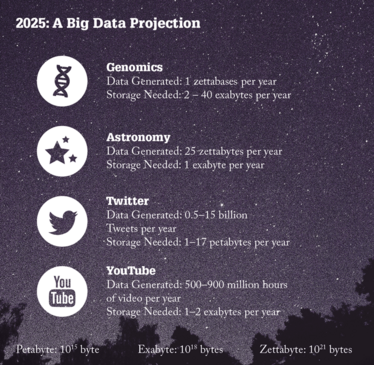 2025: A Big Data Projection
Genomics
Data Generated: 1 zettabases per year
Storage Needed: 2 – 40 exabytes per year
Astronomy
Data Generated: 25 zettabytes per year
Storage Needed: 1 exabyte per year
Twitter
Data Generated: 0.5–15 billion
Tweets per year
Storage Needed: 1–17 petabytes per year
You
Tube
YouTube
Data Generated: 500–900 million hours
of video per year
Storage Needed: 1–2 exabytes per year
Petabyte: 10¹⁵ byte Exabyte: 10¹⁸ bytes Zettabyte: 10²¹ bytes